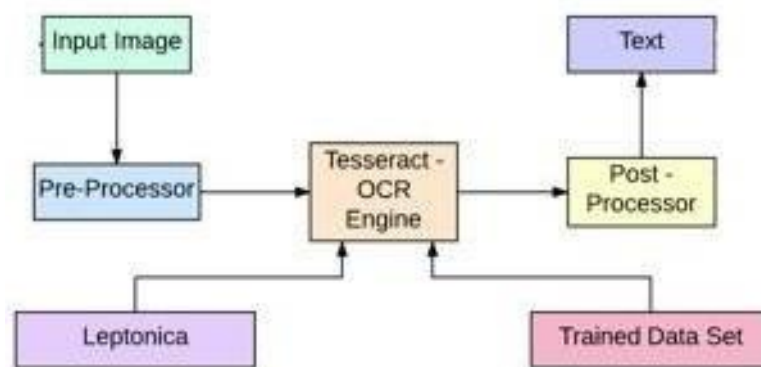 Input Image
Text
Pre-Processor
Tesseract -
OCR
Engine
Post -
Processor
Leptonica
Trained Data Set